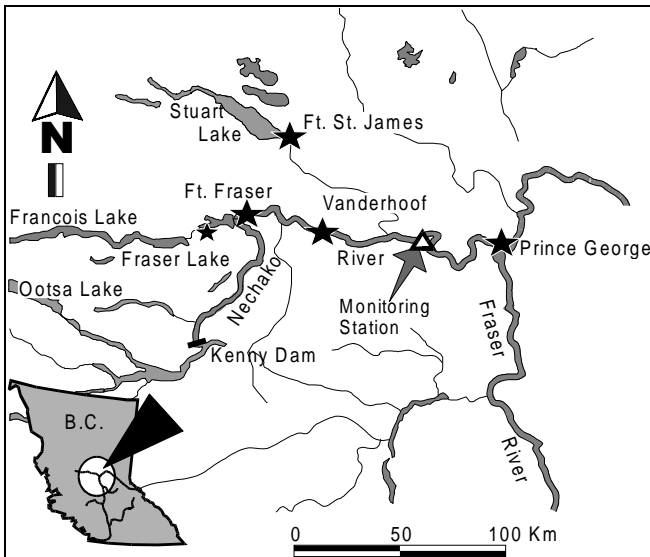 Stuart
Lake
Ft. St. James
N
Ft. Fraser
Vanderhoof
Francois Lake
Fraser Lake
River
Prince George
Ootsa Lake
Nechako
Monitoring
Station
Fraser
Kenny Dam
B.C.
River
0 50 100 Km